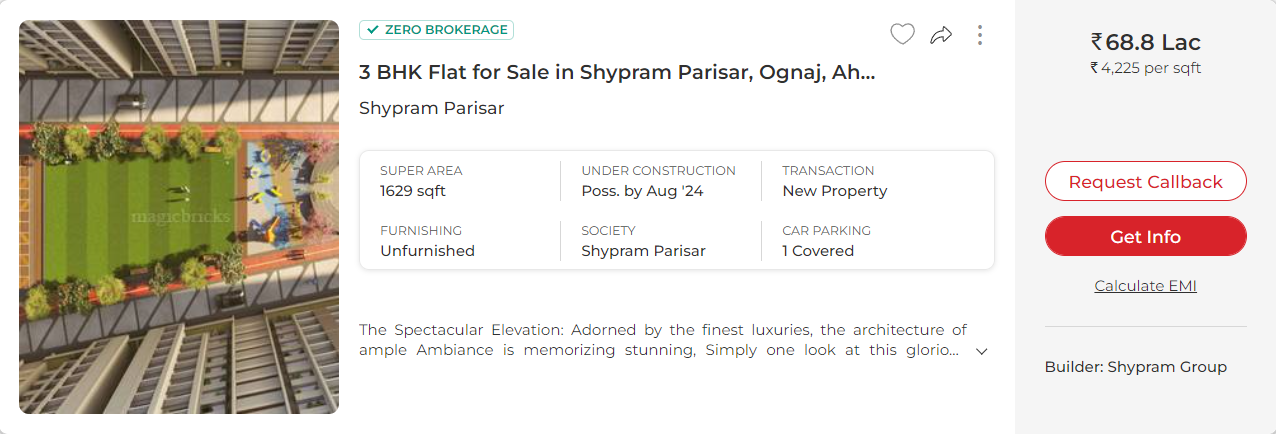 ZERO BROKERAGE
3 BHK Flat for Sale in Shypram Parisar, Ognaj, Ah...
Shypram Parisar
SUPER AREA
1629 sqft
UNDER CONSTRUCTION
Poss. by Aug '24
TRANSACTION
New Property
FURNISHING
Unfurnished
SOCIETY
Shypram Parisar
CAR PARKING
1 Covered
The Spectacular Elevation: Adorned by the finest luxuries, the architecture of
ample Ambiance is memorizing stunning, Simply one look at this glorio...
magicbricks
₹68.8 Lac
₹4,225 per sqft
Request Callback
Get Info
Calculate EMI
Builder: Shypram Group